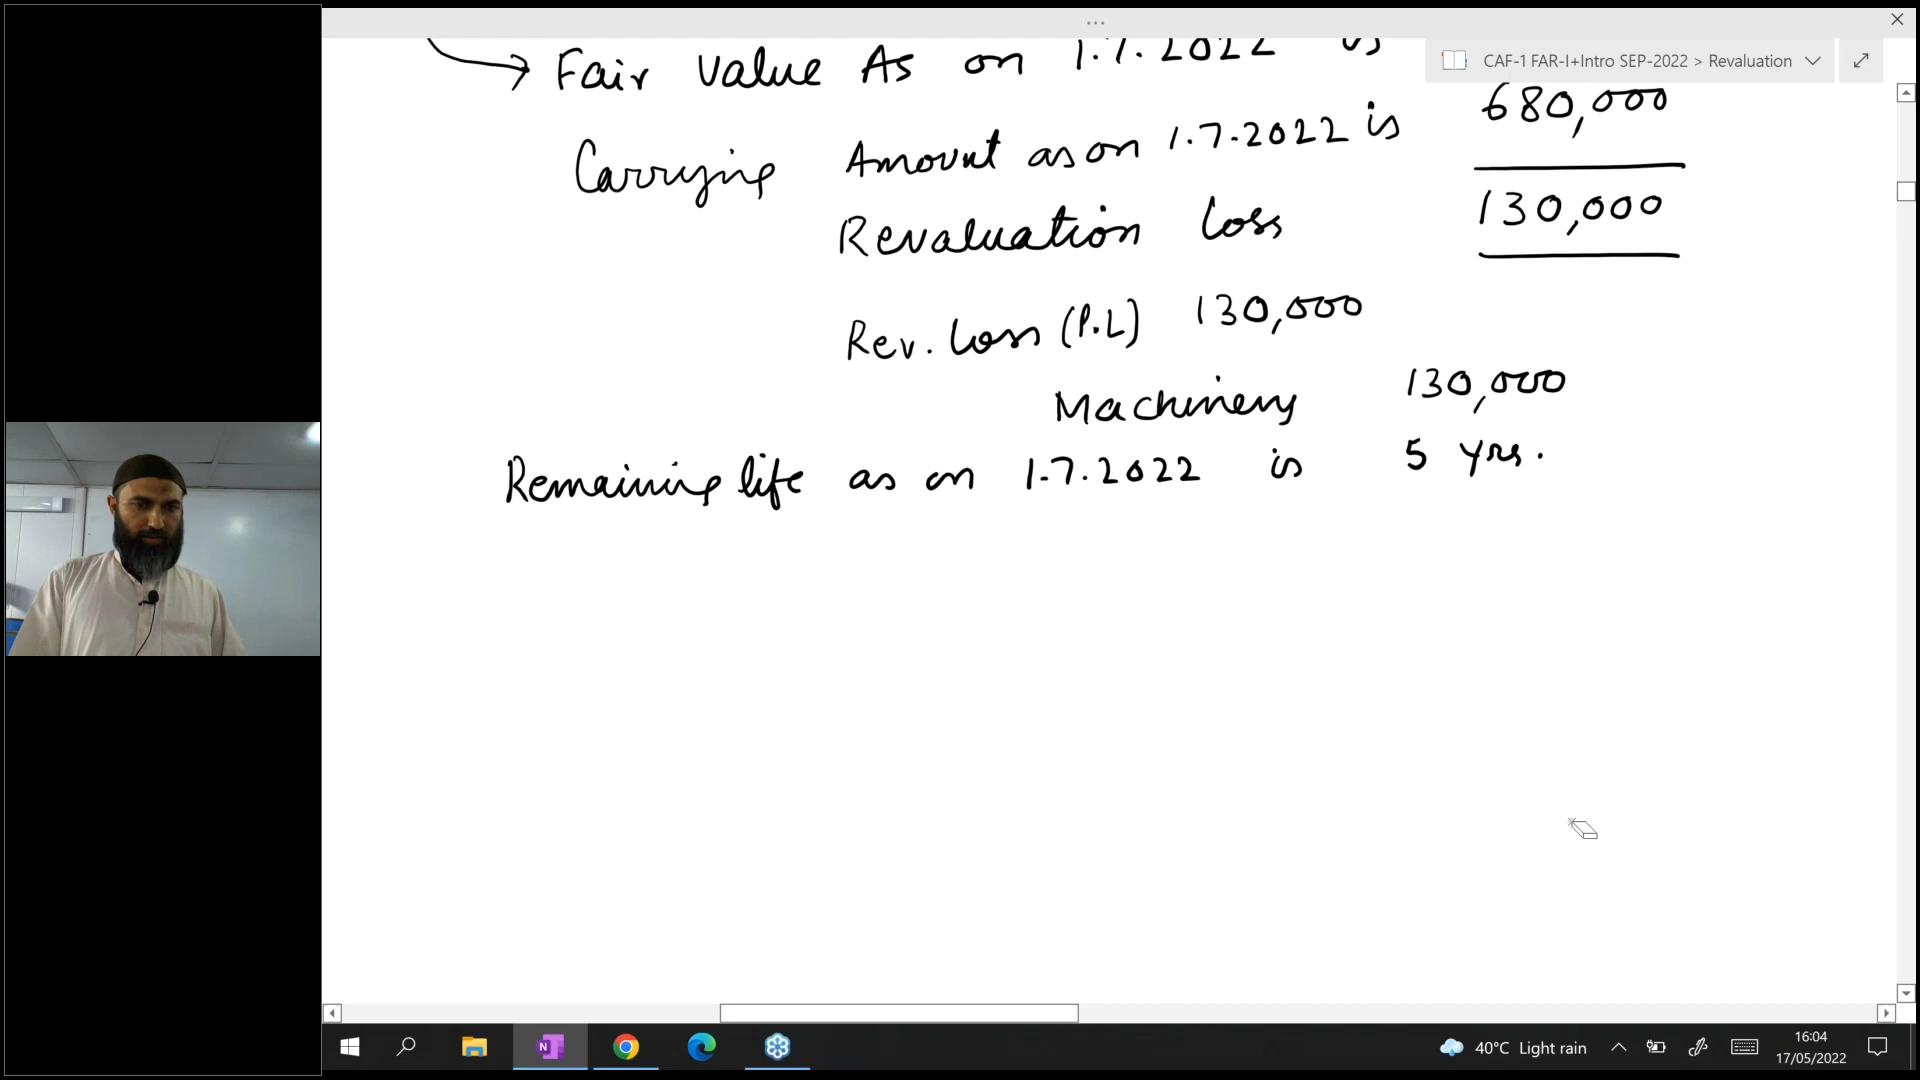 CAF-1 FAR-I+Intro SEP-2022 > Revaluation
→ Fair value As on 1.7.2022 is
Carrying Amount as on 1.7.2022 is 680,000
Revaluation loss 130,000
Rev. loss (P.L) 130,000
Machinery 130,000
Remaining life as on 1.7.2022 is 5 yrs.
40°C Light rain
16:04
17/05/2022